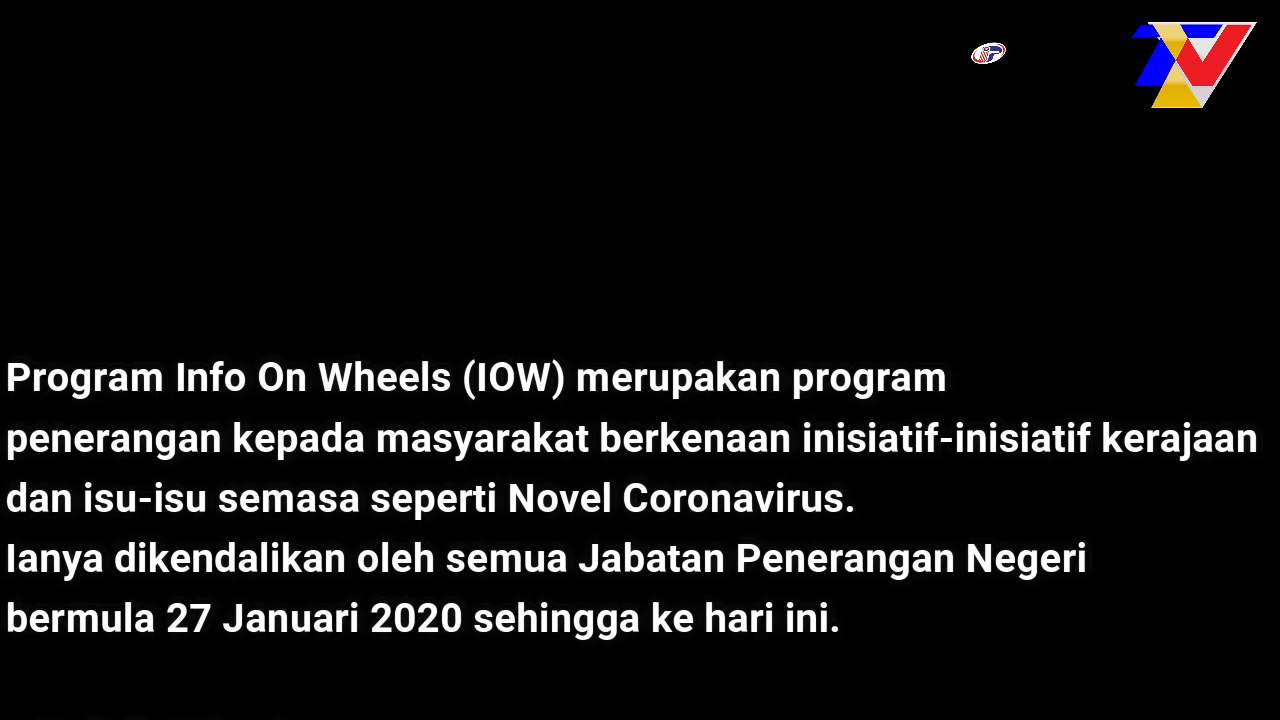 Program Info On Wheels (IOW) merupakan program
penerangan kepada masyarakat berkenaan inisiatif-inisiatif kerajaan
dan isu-isu semasa seperti Novel Coronavirus.
Ianya dikendalikan oleh semua Jabatan Penerangan Negeri
bermula 27 Januari 2020 sehingga ke hari ini.